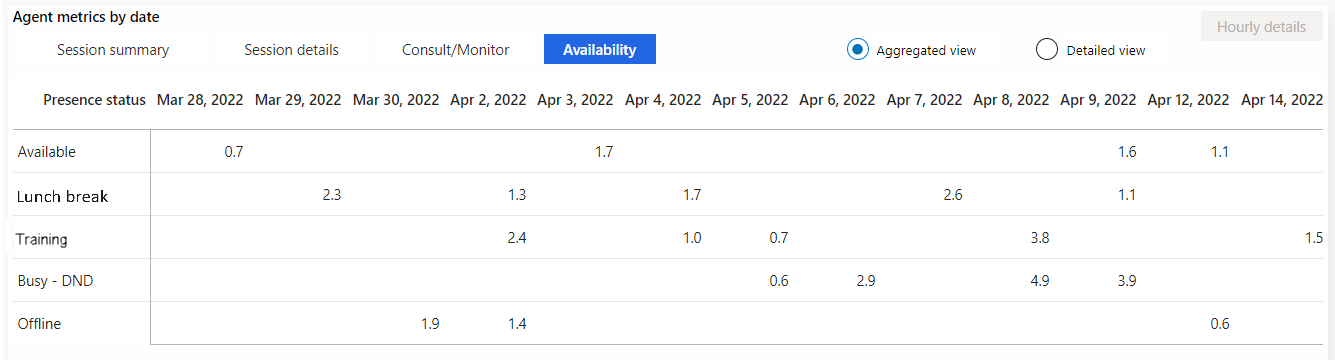 Agent metrics by date
Hourly details
Session summary Session details Consult/Monitor Availability Aggregated view Detailed view
Presence status Mar 28, 2022 Mar 29, 2022 Mar 30, 2022 Apr 2, 2022 Apr 3, 2022 Apr 4, 2022 Apr 5, 2022 Apr 6, 2022 Apr 7, 2022 Apr 8, 2022 Apr 9, 2022 Apr 12, 2022 Apr 14, 2022
Available 0.7 1.7 1.6 1.1
Lunch break 2.3 1.3 1.7 2.6 1.1
Training 2.4 1.0 0.7 3.8 1.5
Busy - DND 0.6 2.9 4.9 3.9
Offline 1.9 1.4 0.6